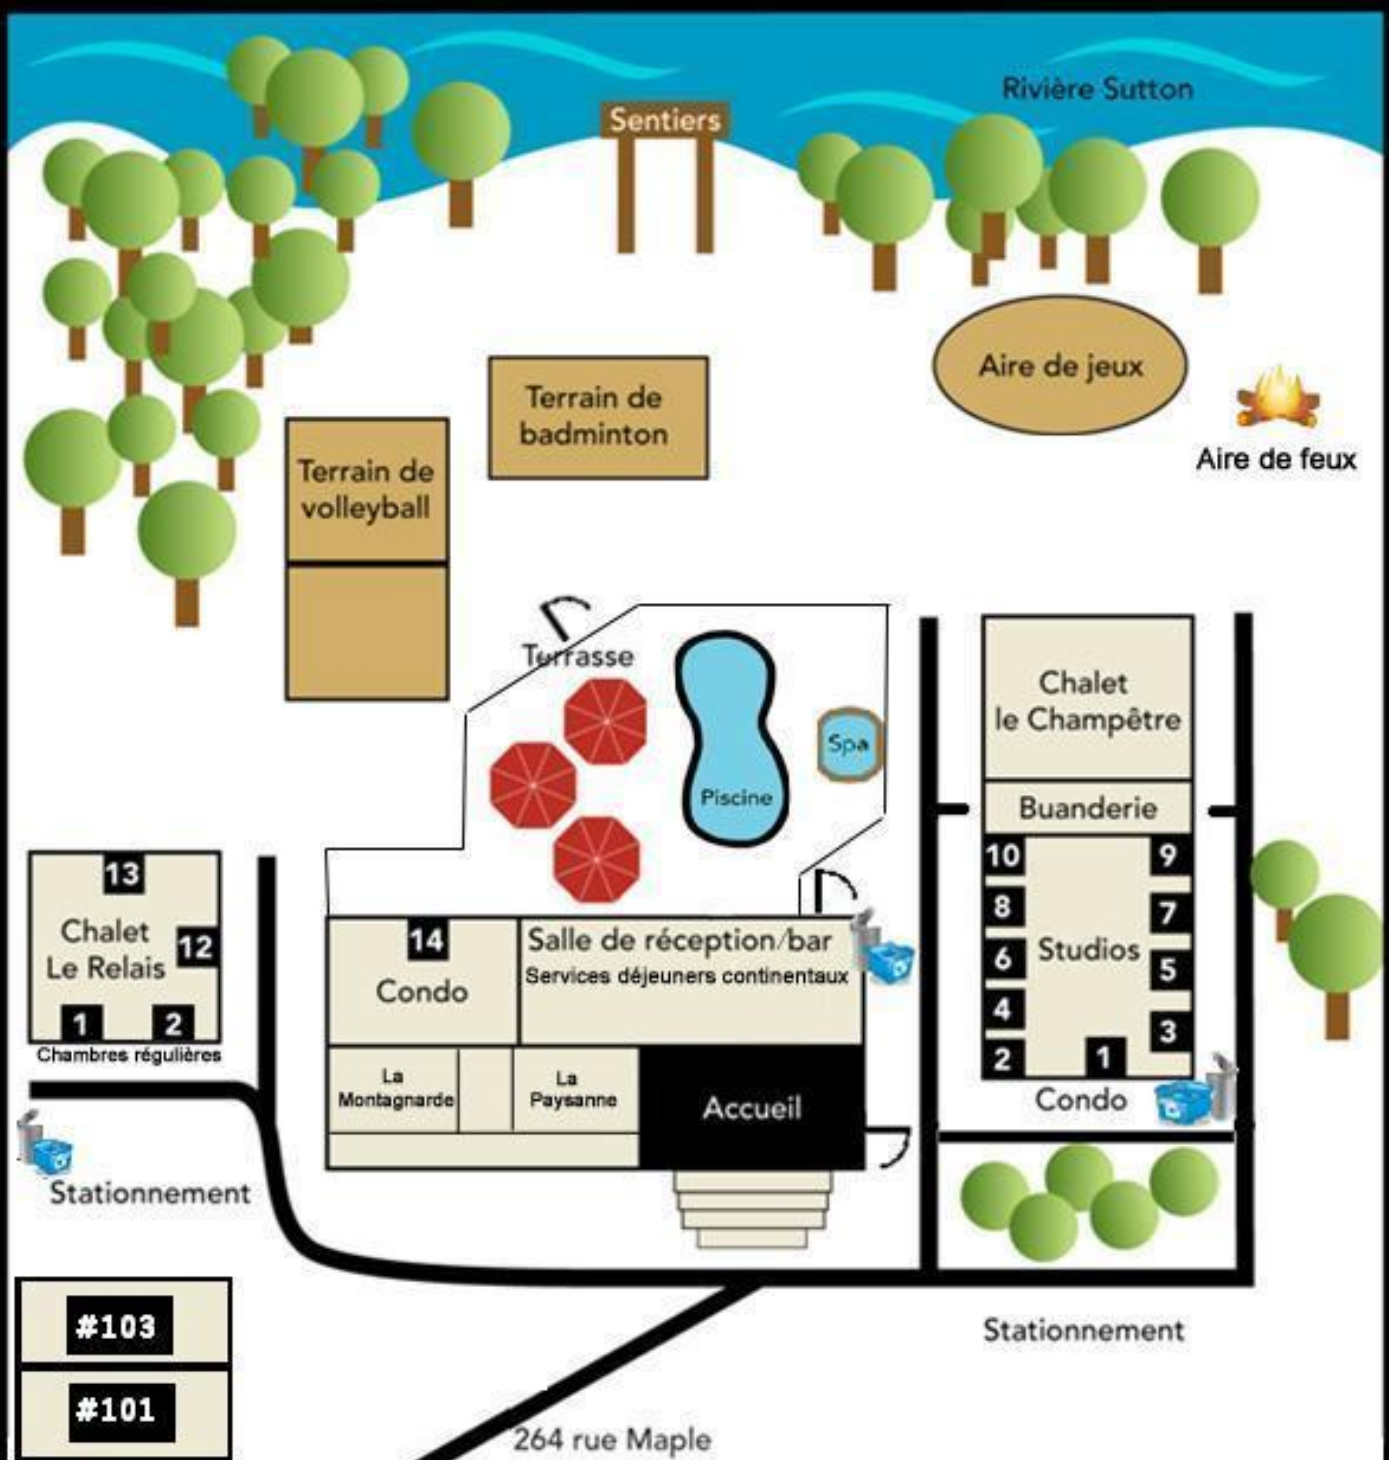 Rivière Sutton
Sentiers
Aire de jeux
Terrain de
badminton
Aire de feux
Terrain de
volleyball
Terrasse
Piscine
Spa
Chalet
le Champêtre
Buanderie
10
9
8
7
6
Studios
5
4
3
2
1
Condo
13
Chalet
Le Relais
12
1
2
Chambres régulières
14
Condo
Salle de réception/bar
Services déjeuners continentaux
La
Montagnarde
La
Paysanne
Accueil
Stationnement
#103
#101
Stationnement
264 rue Maple